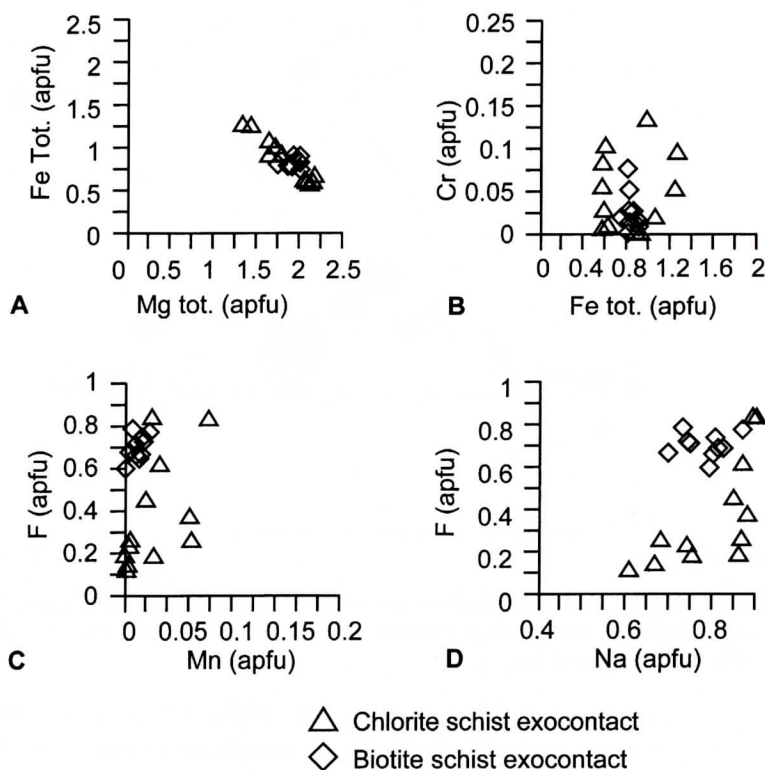 2.5
2
1.5
1
0.5
0
Fe Tot. (apfu)
0 0.5 1 1.5 2 2.5
A Mg tot. (apfu)
0.25
0.2
0.15
0.1
0.05
0
Cr (apfu)
0 0.4 0.8 1.2 1.6 2
B Fe tot. (apfu)
1
0.8
0.6
0.4
0.2
0
F (apfu)
0 0.05 0.1 0.15 0.2
C Mn (apfu)
1
0.8
0.6
0.4
0.2
0
F (apfu)
0.4 0.6 0.8
D Na (apfu)
Chlorite schist exocontact
Biotite schist exocontact